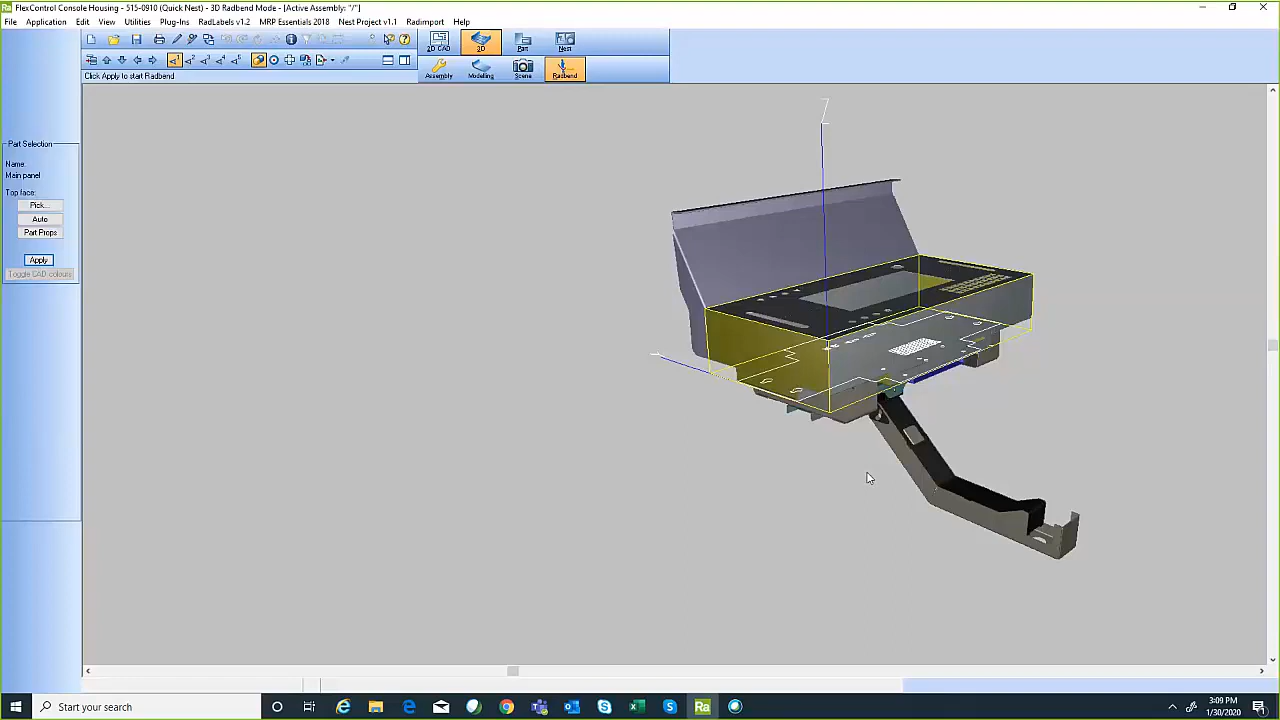 Ra FlexControl Console Housing - 515-0910 (Quick Nest) - 3D Radbend Mode - [Active Assembly: "/"]
File Application Edit View Utilities Plug-Ins RadLabels v1.2 MRP Essentials 2018 Nest Project v1.1 Radimport Help
2D CAD 3D Part Nest
Click Apply to start Radbend
Assembly Modelling Scene Radbend
Part Selection
Name:
Main panel
Top face:
Pick...
Auto
Part Props
Apply
Toggle CAD colours
Z
Start your search
Ra
3:09 PM
1/30/2020